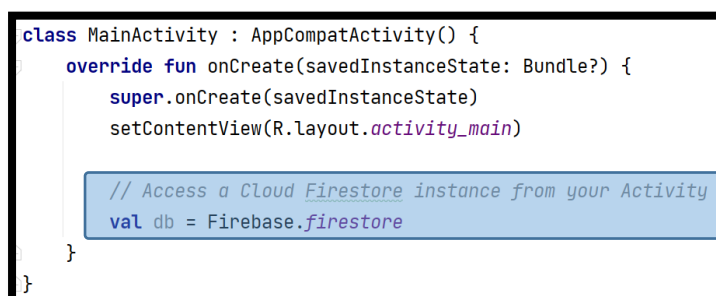 class MainActivity : AppCompatActivity() {
    override fun onCreate(savedInstanceState: Bundle?) {
        super.onCreate(savedInstanceState)
        setContentView(R.layout.activity_main)

        // Access a Cloud Firestore instance from your Activity
        val db = Firebase.firestore
    }
}